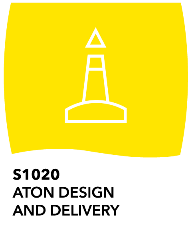 S1020
ATON DESIGN
AND DELIVERY